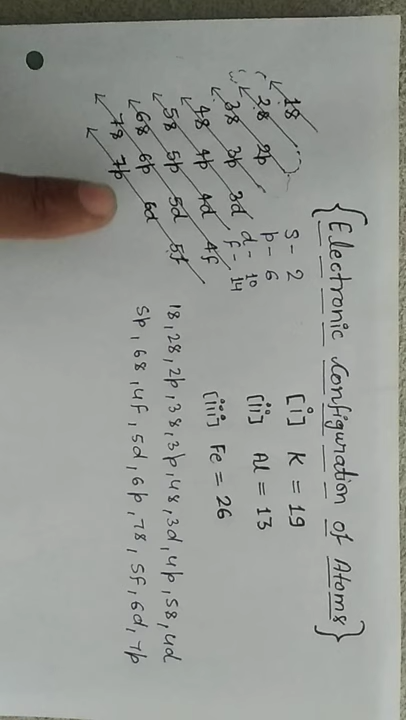 {Electronic Configuration of Atoms}
1s
2s 2p
3s 3p 3d
4s 4p 4d 4f
5s 5p 5d 5f
6s 6p 6d
7s 7p
s - 2
p - 6
d - 10
f - 14
[i] K = 19
[ii] Al = 13
[iii] Fe = 26
1s, 2s, 2p, 3s, 3p, 4s, 3d, 4p, 5s, 4d
5p, 6s, 4f, 5d, 6p, 7s, 5f, 6d, 7p